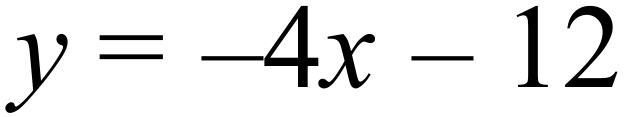 y = −4x − 12